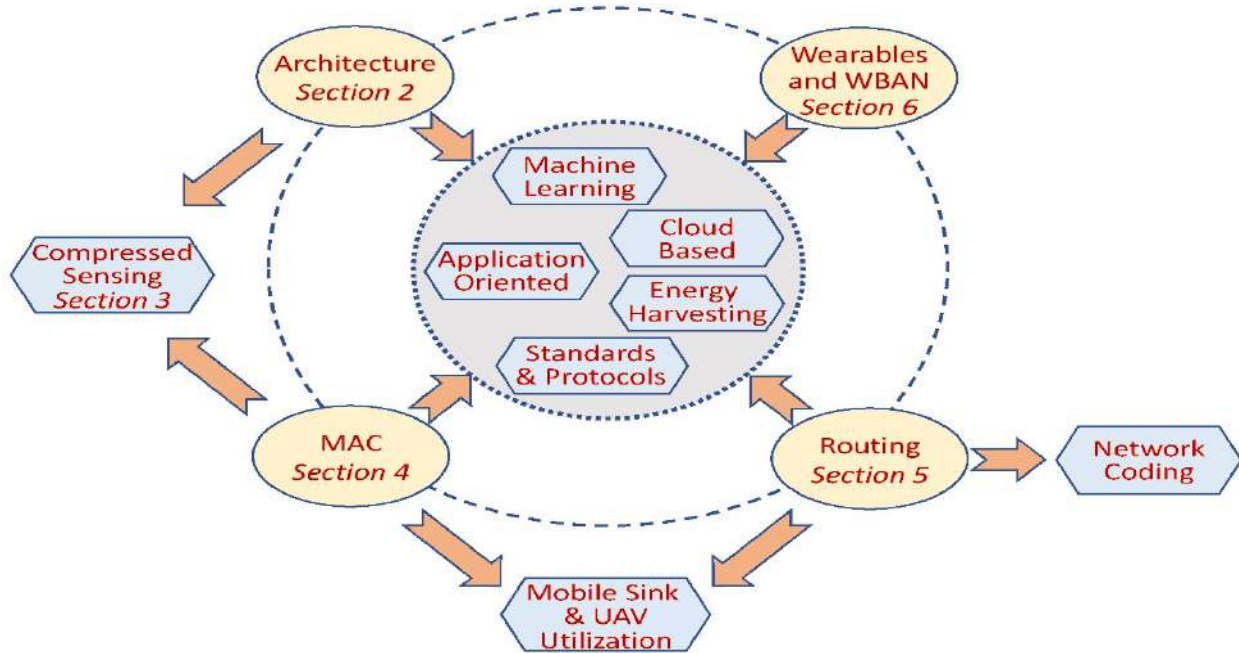 Architecture
Section 2
Wearables
and WBAN
Section 6
Machine
Learning
Cloud
Based
Compressed
Sensing
Section 3
Application
Oriented
Energy
Harvesting
Standards
& Protocols
MAC
Section 4
Routing
Section 5
Network
Coding
Mobile Sink
& UAV
Utilization